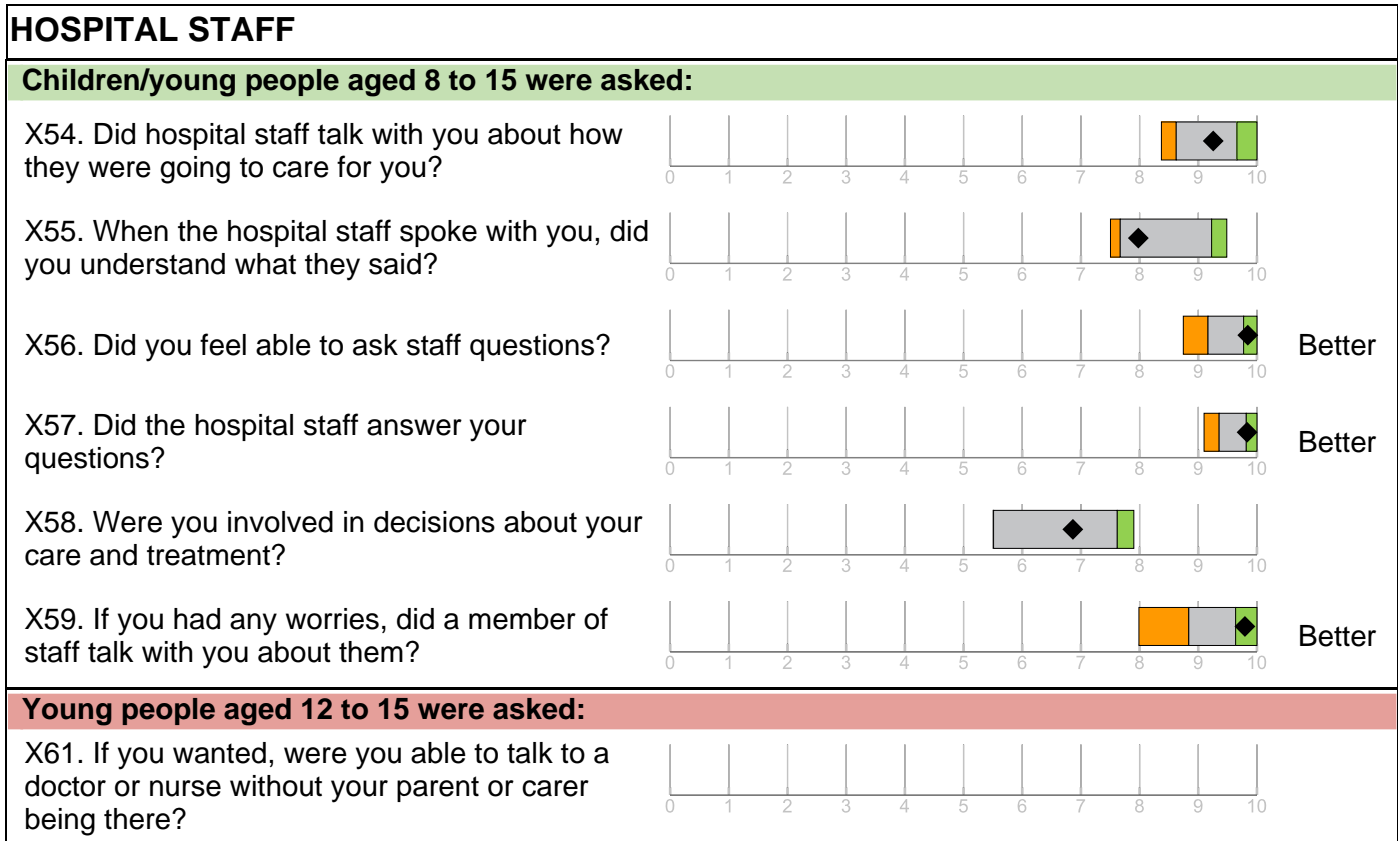 HOSPITAL STAFF
Children/young people aged 8 to 15 were asked:
X54. Did hospital staff talk with you about how
they were going to care for you?
0 1 2 3 4 5 6 7 8 9 10
X55. When the hospital staff spoke with you, did
you understand what they said?
0 1 2 3 4 5 6 7 8 9 10
X56. Did you feel able to ask staff questions?
Better
0 1 2 3 4 5 6 7 8 9 10
X57. Did the hospital staff answer your
questions?
Better
0 1 2 3 4 5 6 7 8 9 10
X58. Were you involved in decisions about your
care and treatment?
0 1 2 3 4 5 6 7 8 9 10
X59. If you had any worries, did a member of
staff talk with you about them?
Better
0 1 2 3 4 5 6 7 8 9 10
Young people aged 12 to 15 were asked:
X61. If you wanted, were you able to talk to a
doctor or nurse without your parent or carer
being there?
0 1 2 3 4 5 6 7 8 9 10